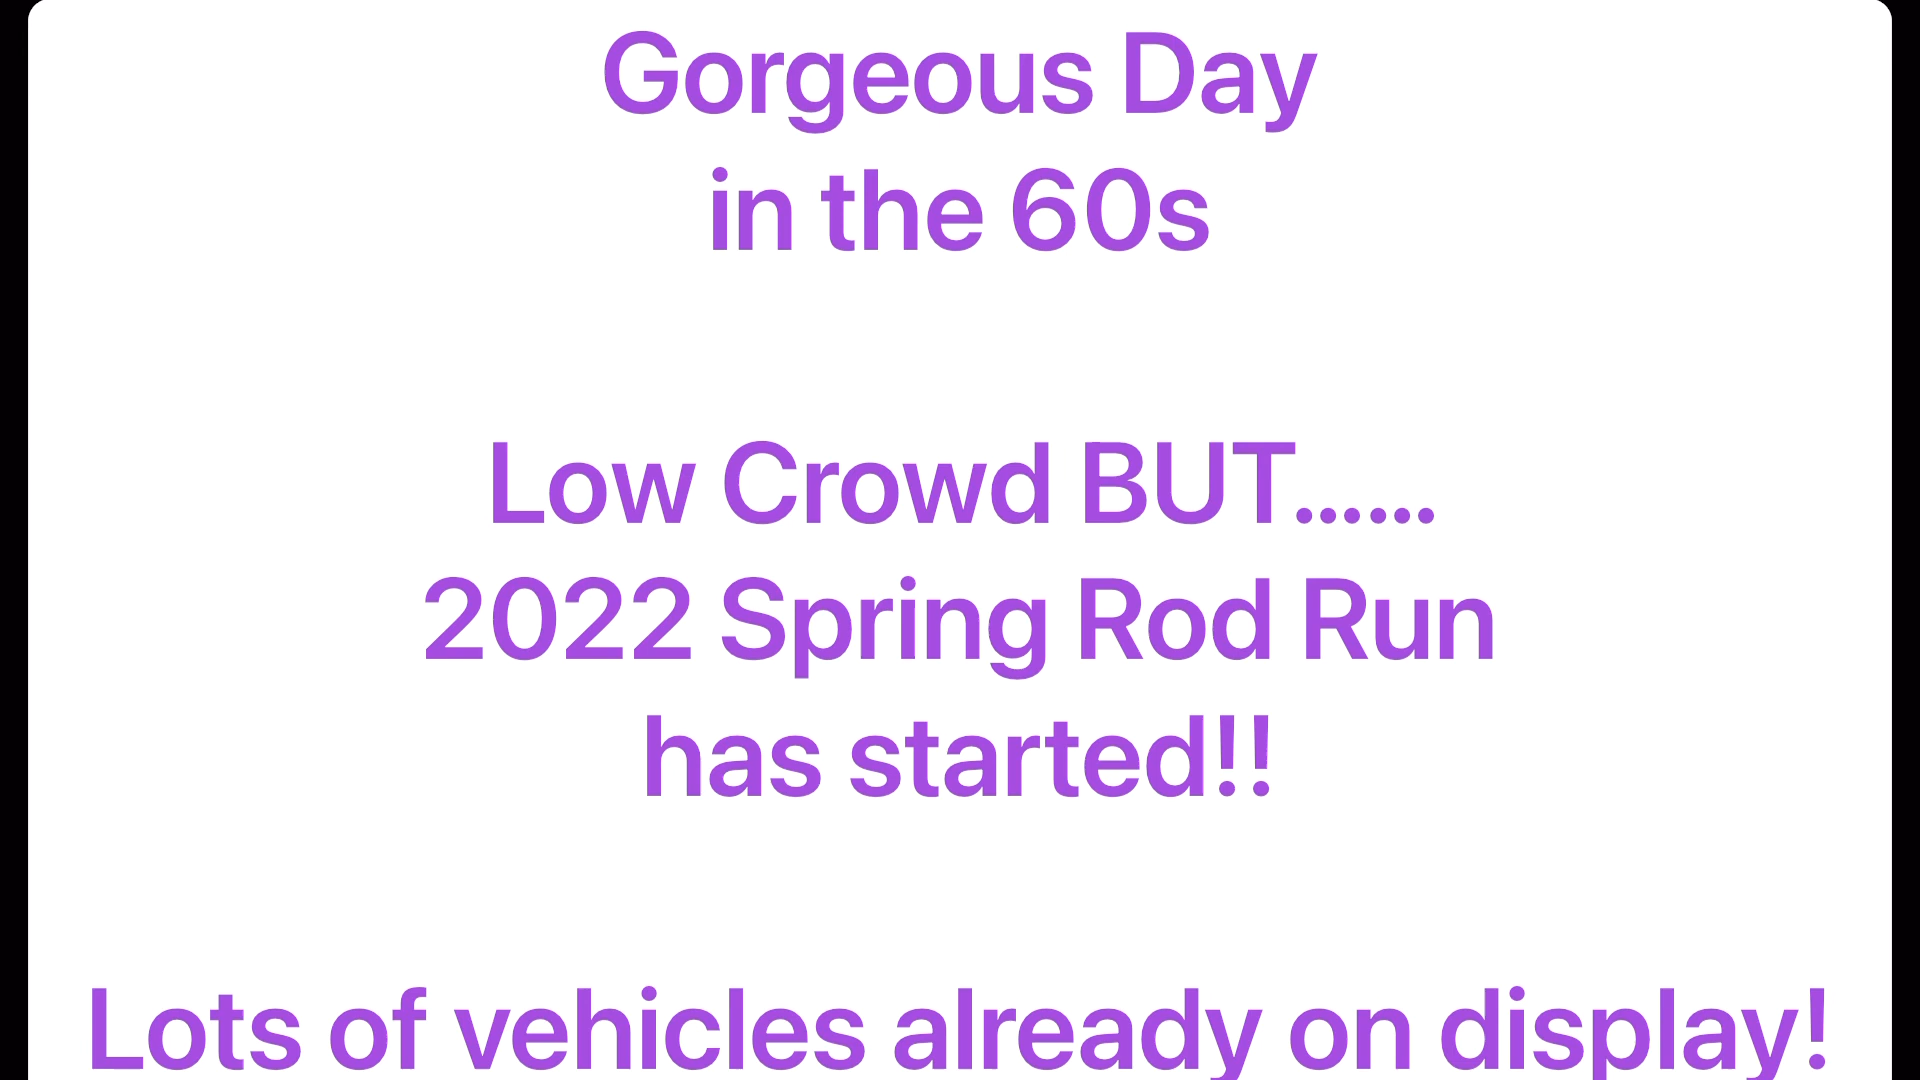 Gorgeous Day
in the 60s
Low Crowd BUT......
2022 Spring Rod Run
has started!!
Lots of vehicles already on display!